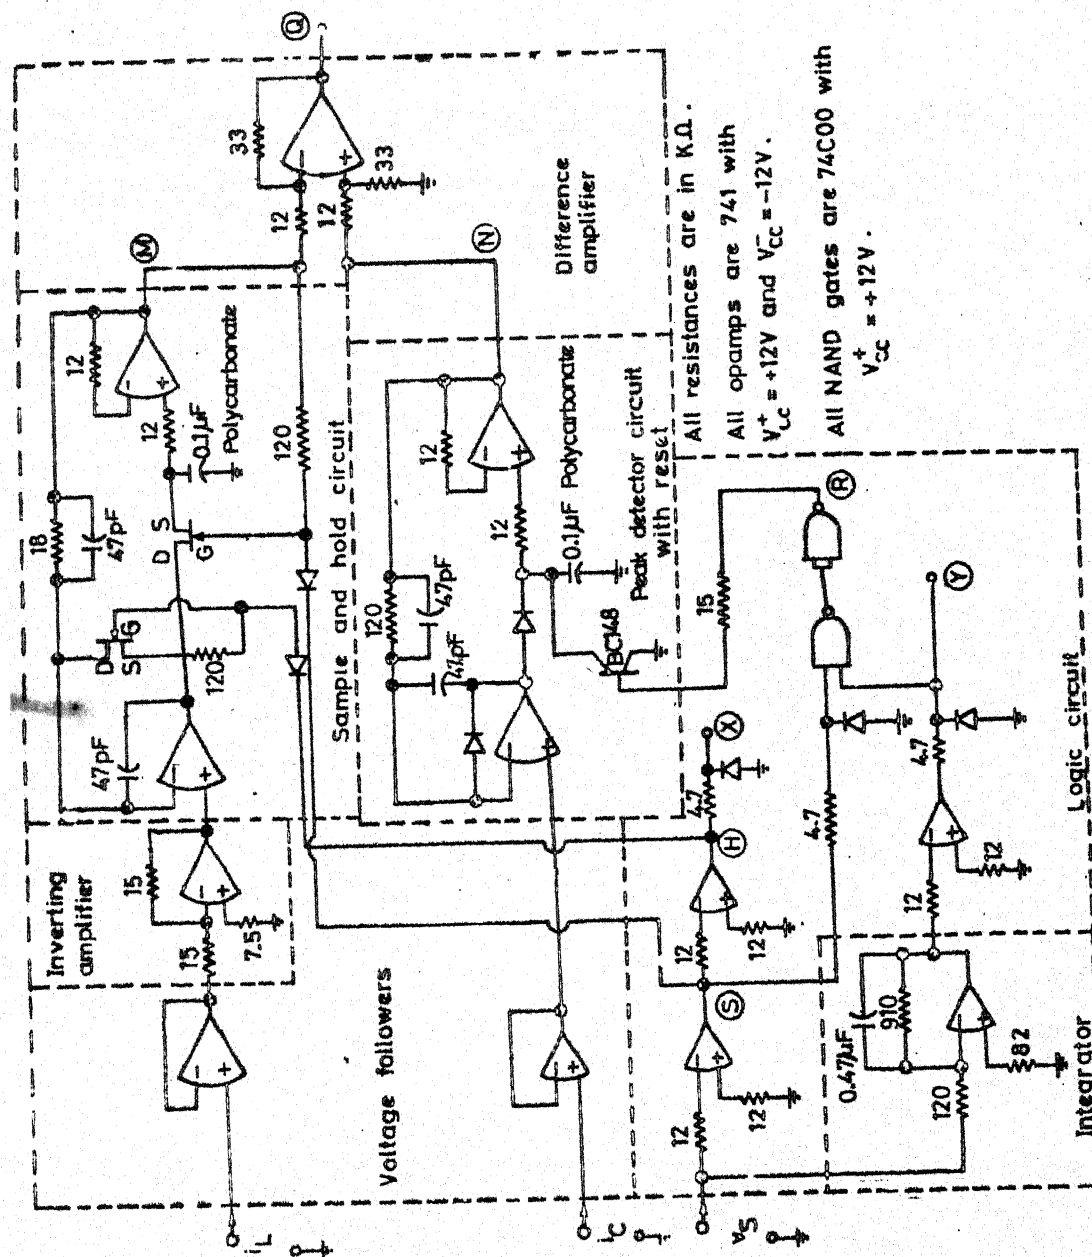 Q
33
33
12
12
Difference
amplifier
M
N
12
12
0.1µF
Polycarbonate
18
47pF
D
S
G
D
S
G
120
120
47pF
Sample and hold circuit
120
47pF
47pF
12
12
0.1µF Polycarbonate
Peak detector circuit
with reset
BC148
15
Inverting
amplifier
15
15
7.5
Voltage followers
iL
iC
12
12
S
12
12
H
4.7
X
4.7
R
Y
4.7
12
12
Logic circuit
0.47µF
910
120
82
Integrator
All resistances are in KΩ.
All opamps are 741 with
V+CC = +12V and V-CC = -12V.
All NAND gates are 74C00 with
V+CC = +12V.